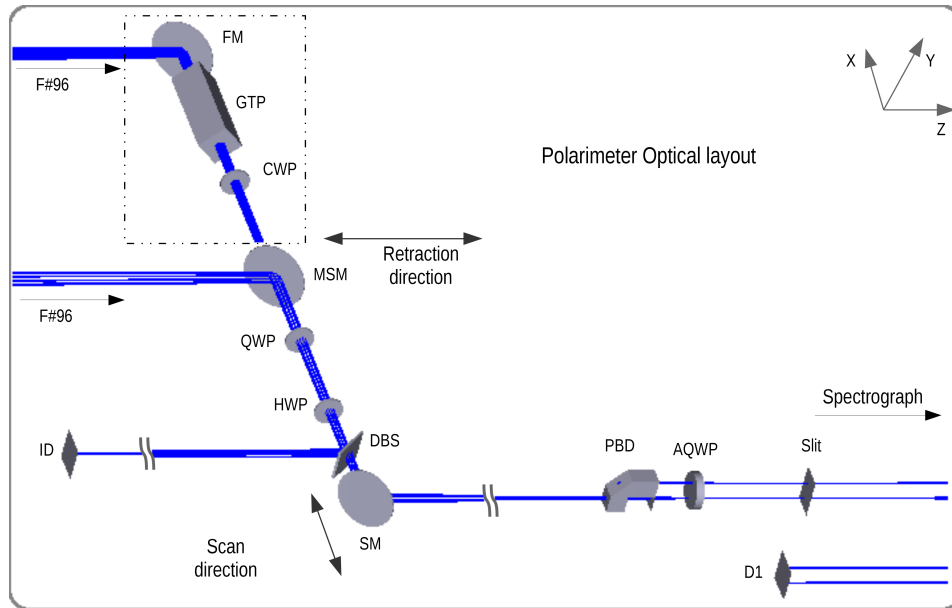 FM
X
Y
F#96
GTP
Z
Polarimeter Optical layout
CWP
Retraction
direction
MSM
F#96
QWP
HWP
Spectrograph
DBS
ID
PBD
AQWP
Slit
Scan
direction
SM
D1